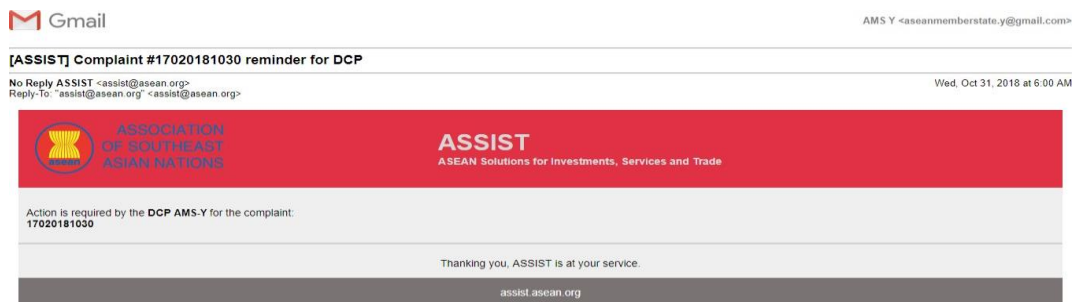 Gmail
AMS Y <aseanmemberstate.y@gmail.com>
[ASSIST] Complaint #17020181030 reminder for DCP
No Reply ASSIST <assist@asean.org>
Wed, Oct 31, 2018 at 6:00 AM
Reply-To: "assist@asean.org" <assist@asean.org>
ASSOCIATION
OF SOUTHEAST
ASIAN NATIONS
asean
ASSIST
ASEAN Solutions for Investments, Services and Trade
Action is required by the DCP AMS-Y for the complaint:
17020181030
Thanking you, ASSIST is at your service.
assist.asean.org